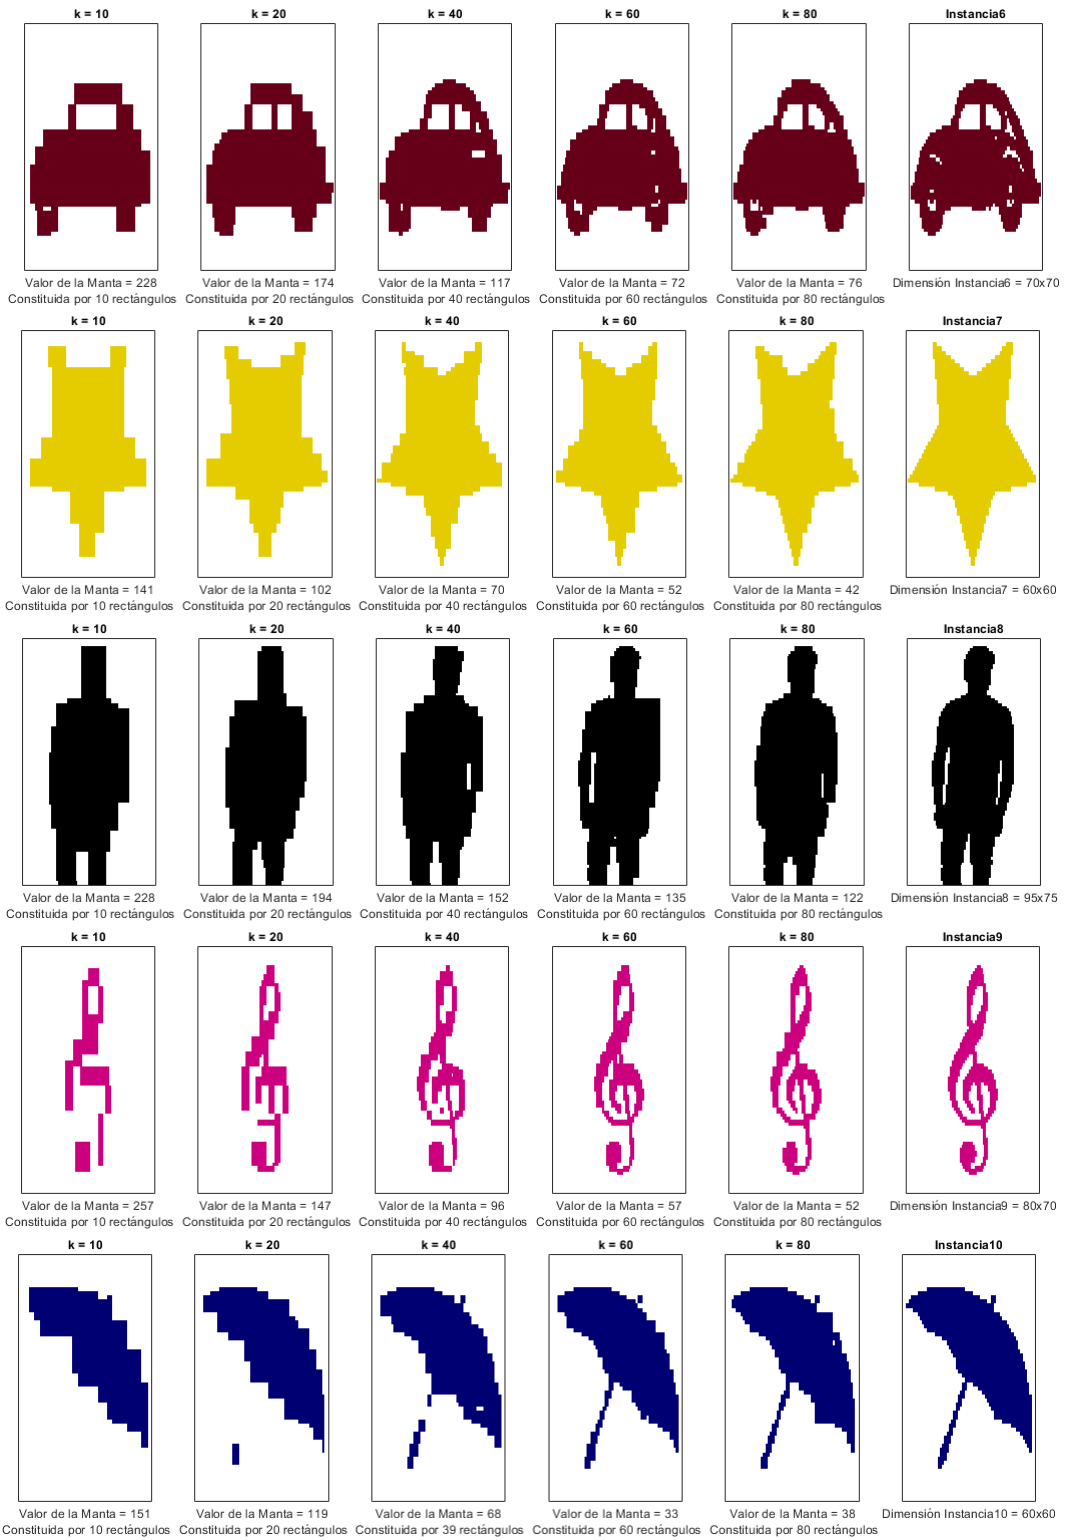 k = 10 k = 20 k = 40 k = 60 k = 80 Instancia6
Valor de la Manta = 228 Valor de la Manta = 174 Valor de la Manta = 117 Valor de la Manta = 72 Valor de la Manta = 76 Dimensión Instancia6 = 70x70
Constituida por 10 rectángulos Constituida por 20 rectángulos Constituida por 40 rectángulos Constituida por 60 rectángulos Constituida por 80 rectángulos
k = 10 k = 20 k = 40 k = 60 k = 80 Instancia7
Valor de la Manta = 141 Valor de la Manta = 102 Valor de la Manta = 70 Valor de la Manta = 52 Valor de la Manta = 42 Dimensión Instancia7 = 60x60
Constituida por 10 rectángulos Constituida por 20 rectángulos Constituida por 40 rectángulos Constituida por 60 rectángulos Constituida por 80 rectángulos
k = 10 k = 20 k = 40 k = 60 k = 80 Instancia8
Valor de la Manta = 228 Valor de la Manta = 194 Valor de la Manta = 152 Valor de la Manta = 135 Valor de la Manta = 122 Dimensión Instancia8 = 95x75
Constituida por 10 rectángulos Constituida por 20 rectángulos Constituida por 40 rectángulos Constituida por 60 rectángulos Constituida por 80 rectángulos
k = 10 k = 20 k = 40 k = 60 k = 80 Instancia9
Valor de la Manta = 257 Valor de la Manta = 147 Valor de la Manta = 96 Valor de la Manta = 57 Valor de la Manta = 52 Dimensión Instancia9 = 80x70
Constituida por 10 rectángulos Constituida por 20 rectángulos Constituida por 40 rectángulos Constituida por 60 rectángulos Constituida por 80 rectángulos
k = 10 k = 20 k = 40 k = 60 k = 80 Instancia10
Valor de la Manta = 151 Valor de la Manta = 119 Valor de la Manta = 68 Valor de la Manta = 33 Valor de la Manta = 38 Dimensión Instancia10 = 60x60
Constituida por 10 rectángulos Constituida por 20 rectángulos Constituida por 39 rectángulos Constituida por 60 rectángulos Constituida por 80 rectángulos